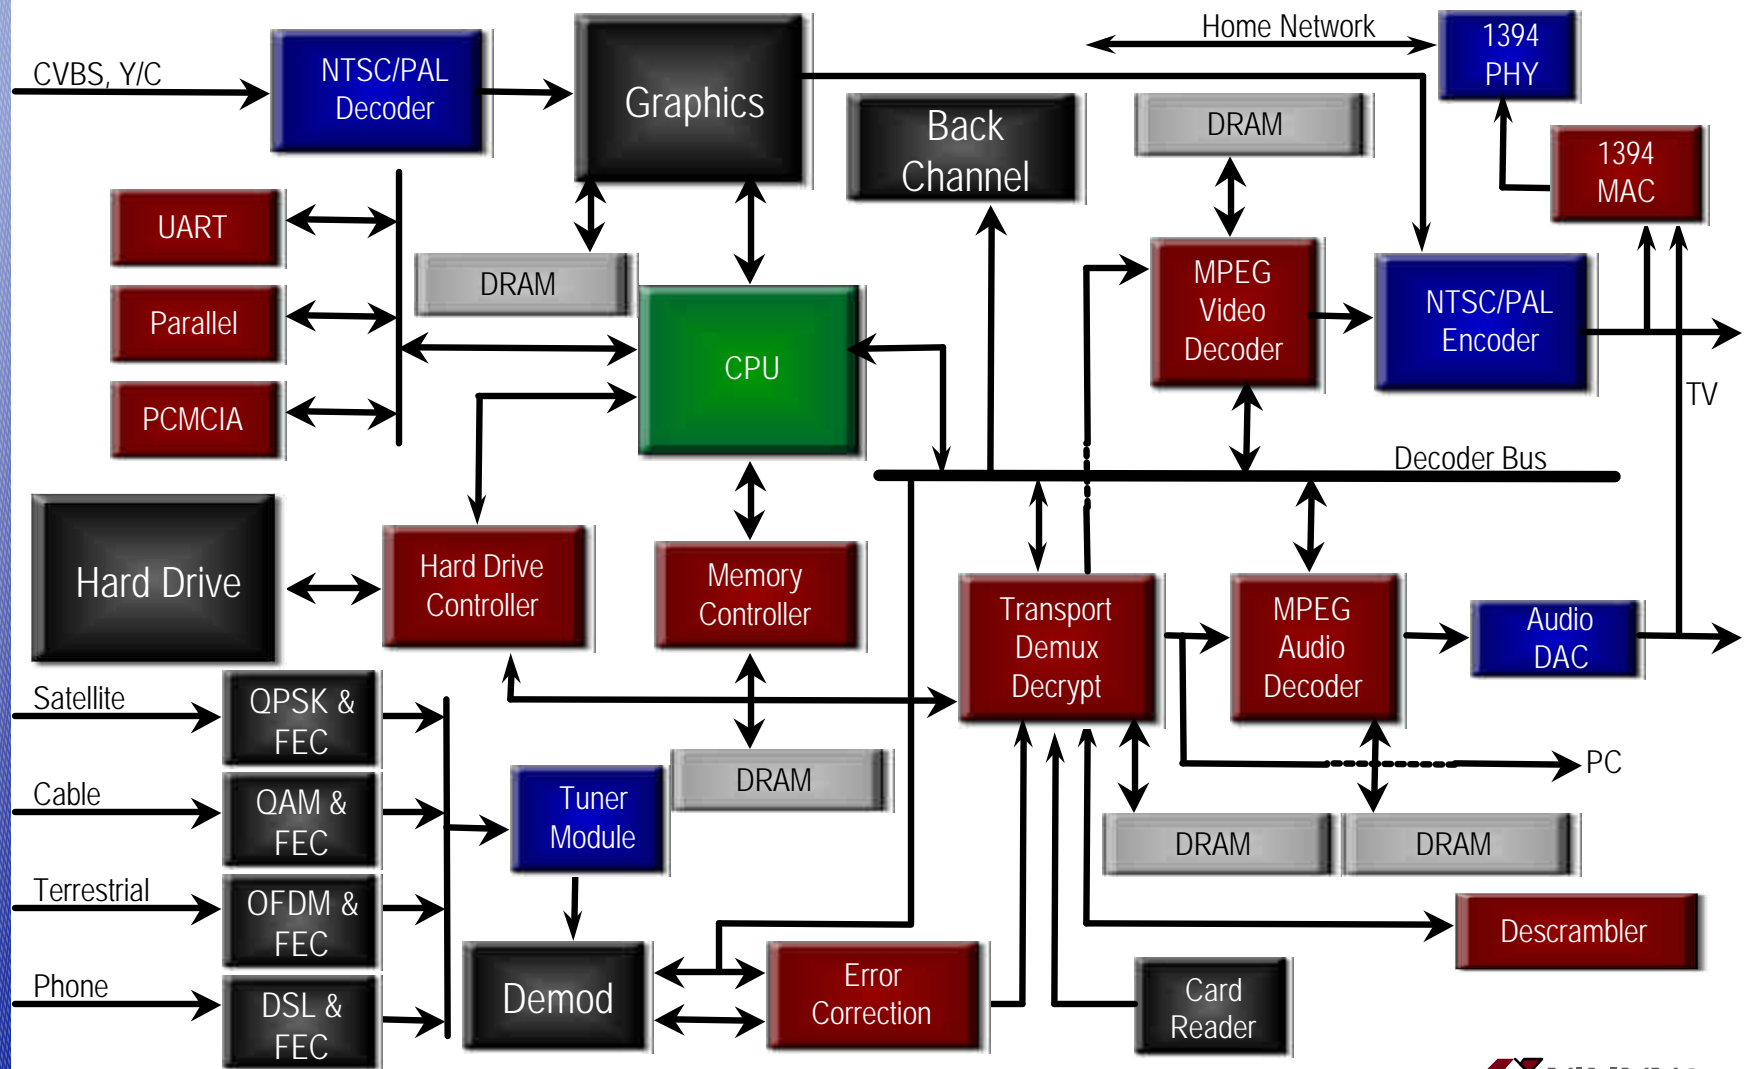 Home Network
1394
PHY
CVBS, Y/C
NTSC/PAL
Decoder
Graphics
Back
Channel
DRAM
1394
MAC
UART
DRAM
MPEG
Video
Decoder
NTSC/PAL
Encoder
Parallel
CPU
TV
PCMCIA
Decoder Bus
Hard Drive
Hard Drive
Controller
Memory
Controller
Transport
Demux
Decrypt
MPEG
Audio
Decoder
Audio
DAC
Satellite
QPSK &
FEC
PC
Cable
QAM &
FEC
Tuner
Module
DRAM
DRAM
DRAM
Terrestrial
OFDM &
FEC
Descrambler
Phone
DSL &
FEC
Demod
Error
Correction
Card
Reader